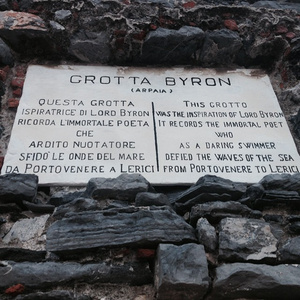 GROTTA BYRON
(ARPAIA)
QUESTA GROTTA
ISPIRATRICE DI LORD BYRON
RICORDA L'IMMORTALE POETA
CHE
ARDITO NUOTATORE
SFIDÒ LE ONDE DEL MARE
DA PORTOVENERE A LERICI
THIS GROTTO
WAS THE INSPIRATION OF LORD BYRON
IT RECORDS THE IMMORTAL POET
WHO
AS A DARING SWIMMER
DEFIED THE WAVES OF THE SEA
FROM PORTOVENERE TO LERICI